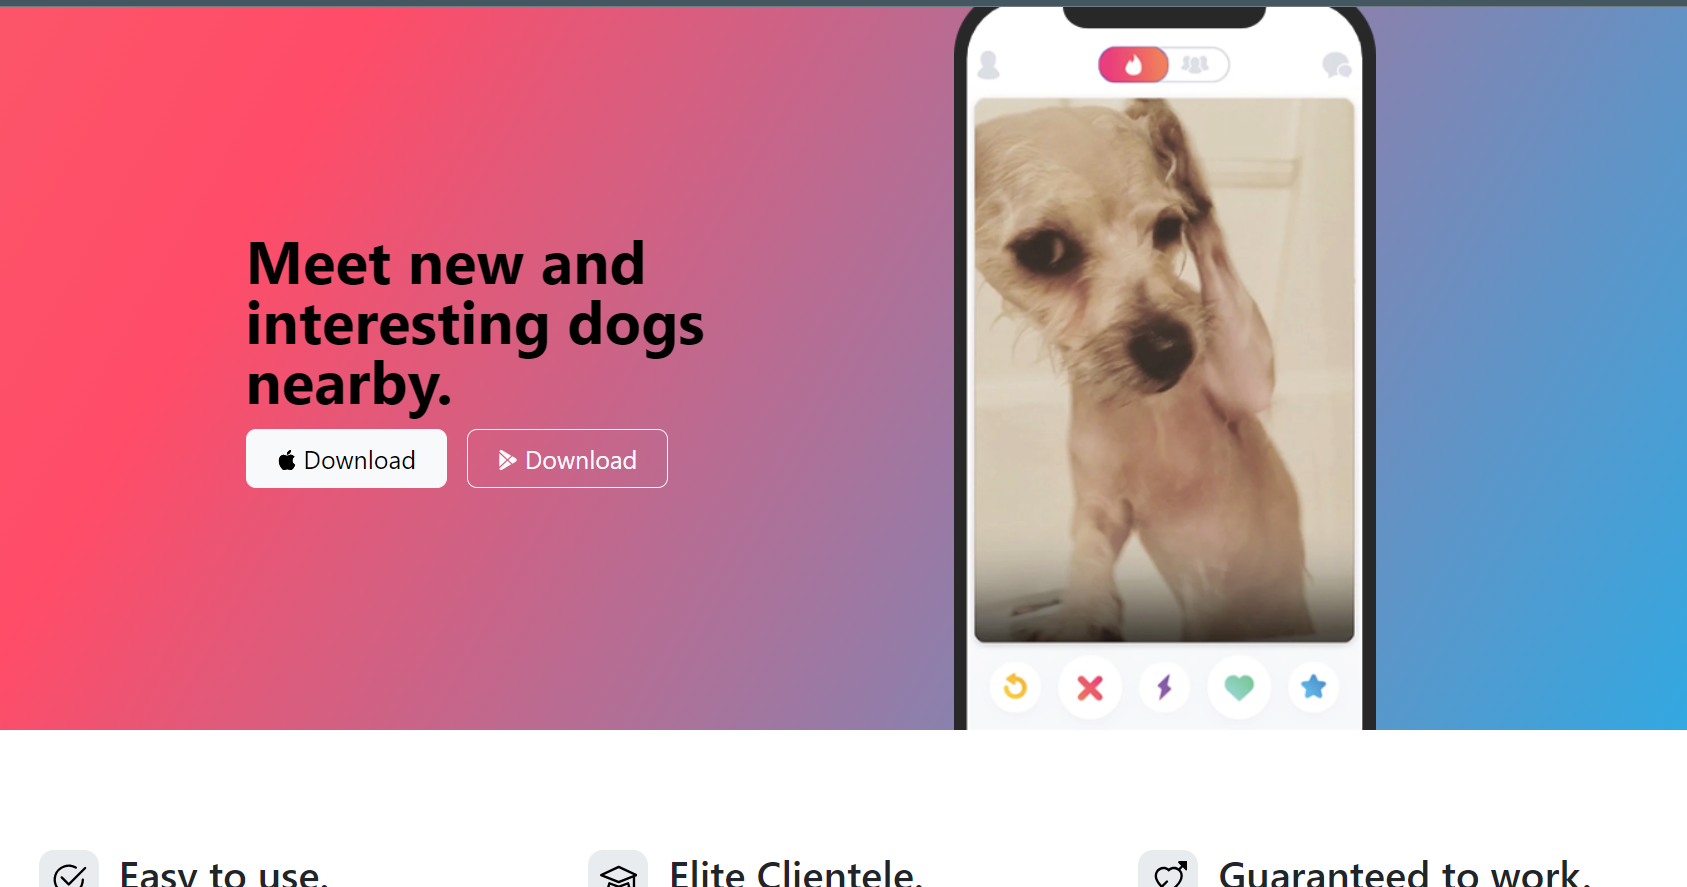 Meet new and
interesting dogs
nearby.
Download
Download
Easy to use.
Elite Clientele.
Guaranteed to work.